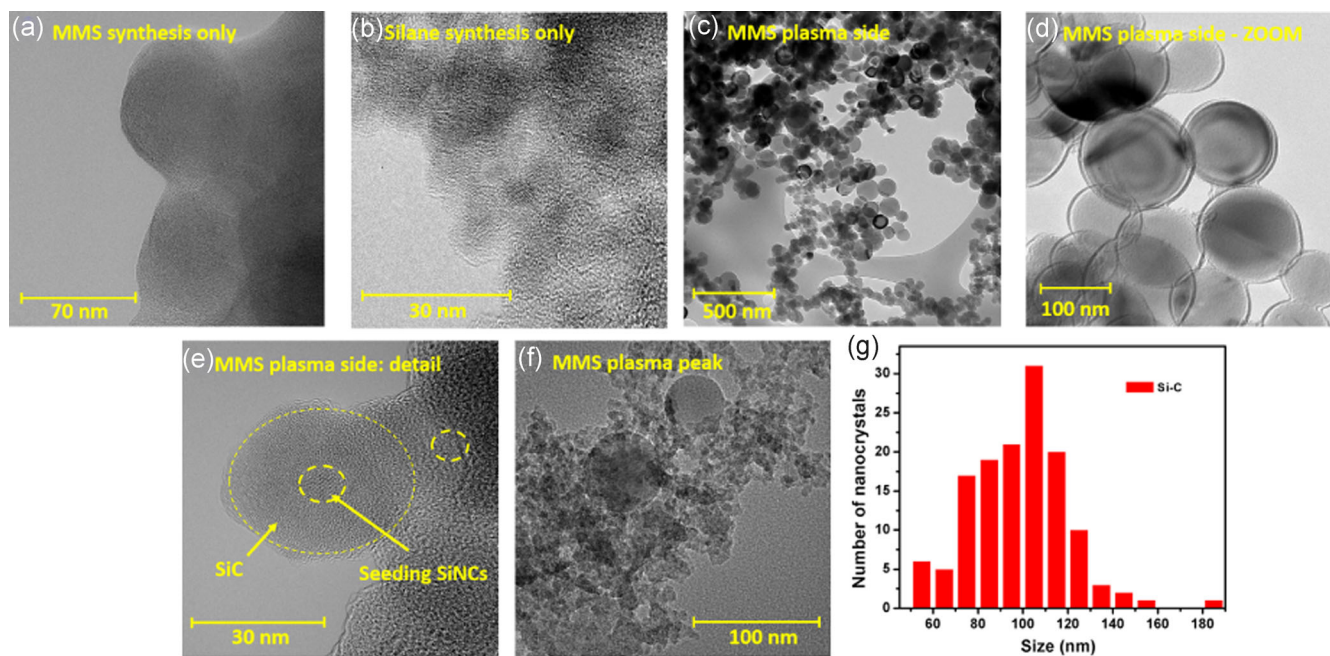 (a) MMS synthesis only
70 nm
(b) Silane synthesis only
30 nm
(c) MMS plasma side
500 nm
(d) MMS plasma side - ZOOM
100 nm
(e) MMS plasma side: detail
SiC
Seeding SiNCs
30 nm
(f) MMS plasma peak
100 nm
(g)
Number of nanocrystals
30
25
20
15
10
5
0
Si-C
60 80 100 120 140 160 180
Size (nm)